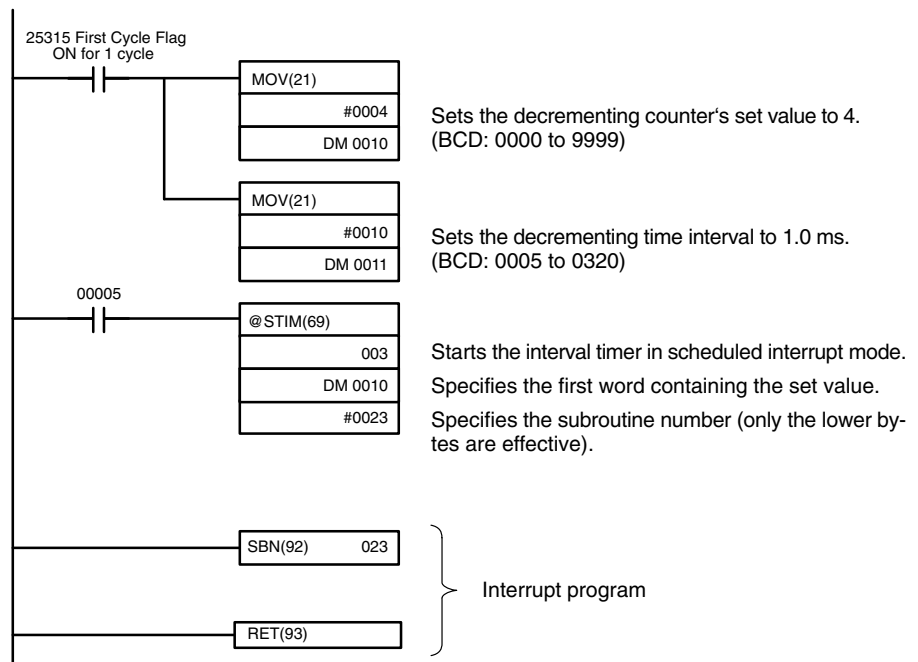 25315 First Cycle Flag
ON for 1 cycle
MOV(21)
#0004
DM 0010
Sets the decrementing counter‘s set value to 4.
(BCD: 0000 to 9999)
MOV(21)
#0010
DM 0011
Sets the decrementing time interval to 1.0 ms.
(BCD: 0005 to 0320)
00005
@STIM(69)
003
Starts the interval timer in scheduled interrupt mode.
DM 0010
Specifies the first word containing the set value.
#0023
Specifies the subroutine number (only the lower by-
tes are effective).
SBN(92) 023
Interrupt program
RET(93)